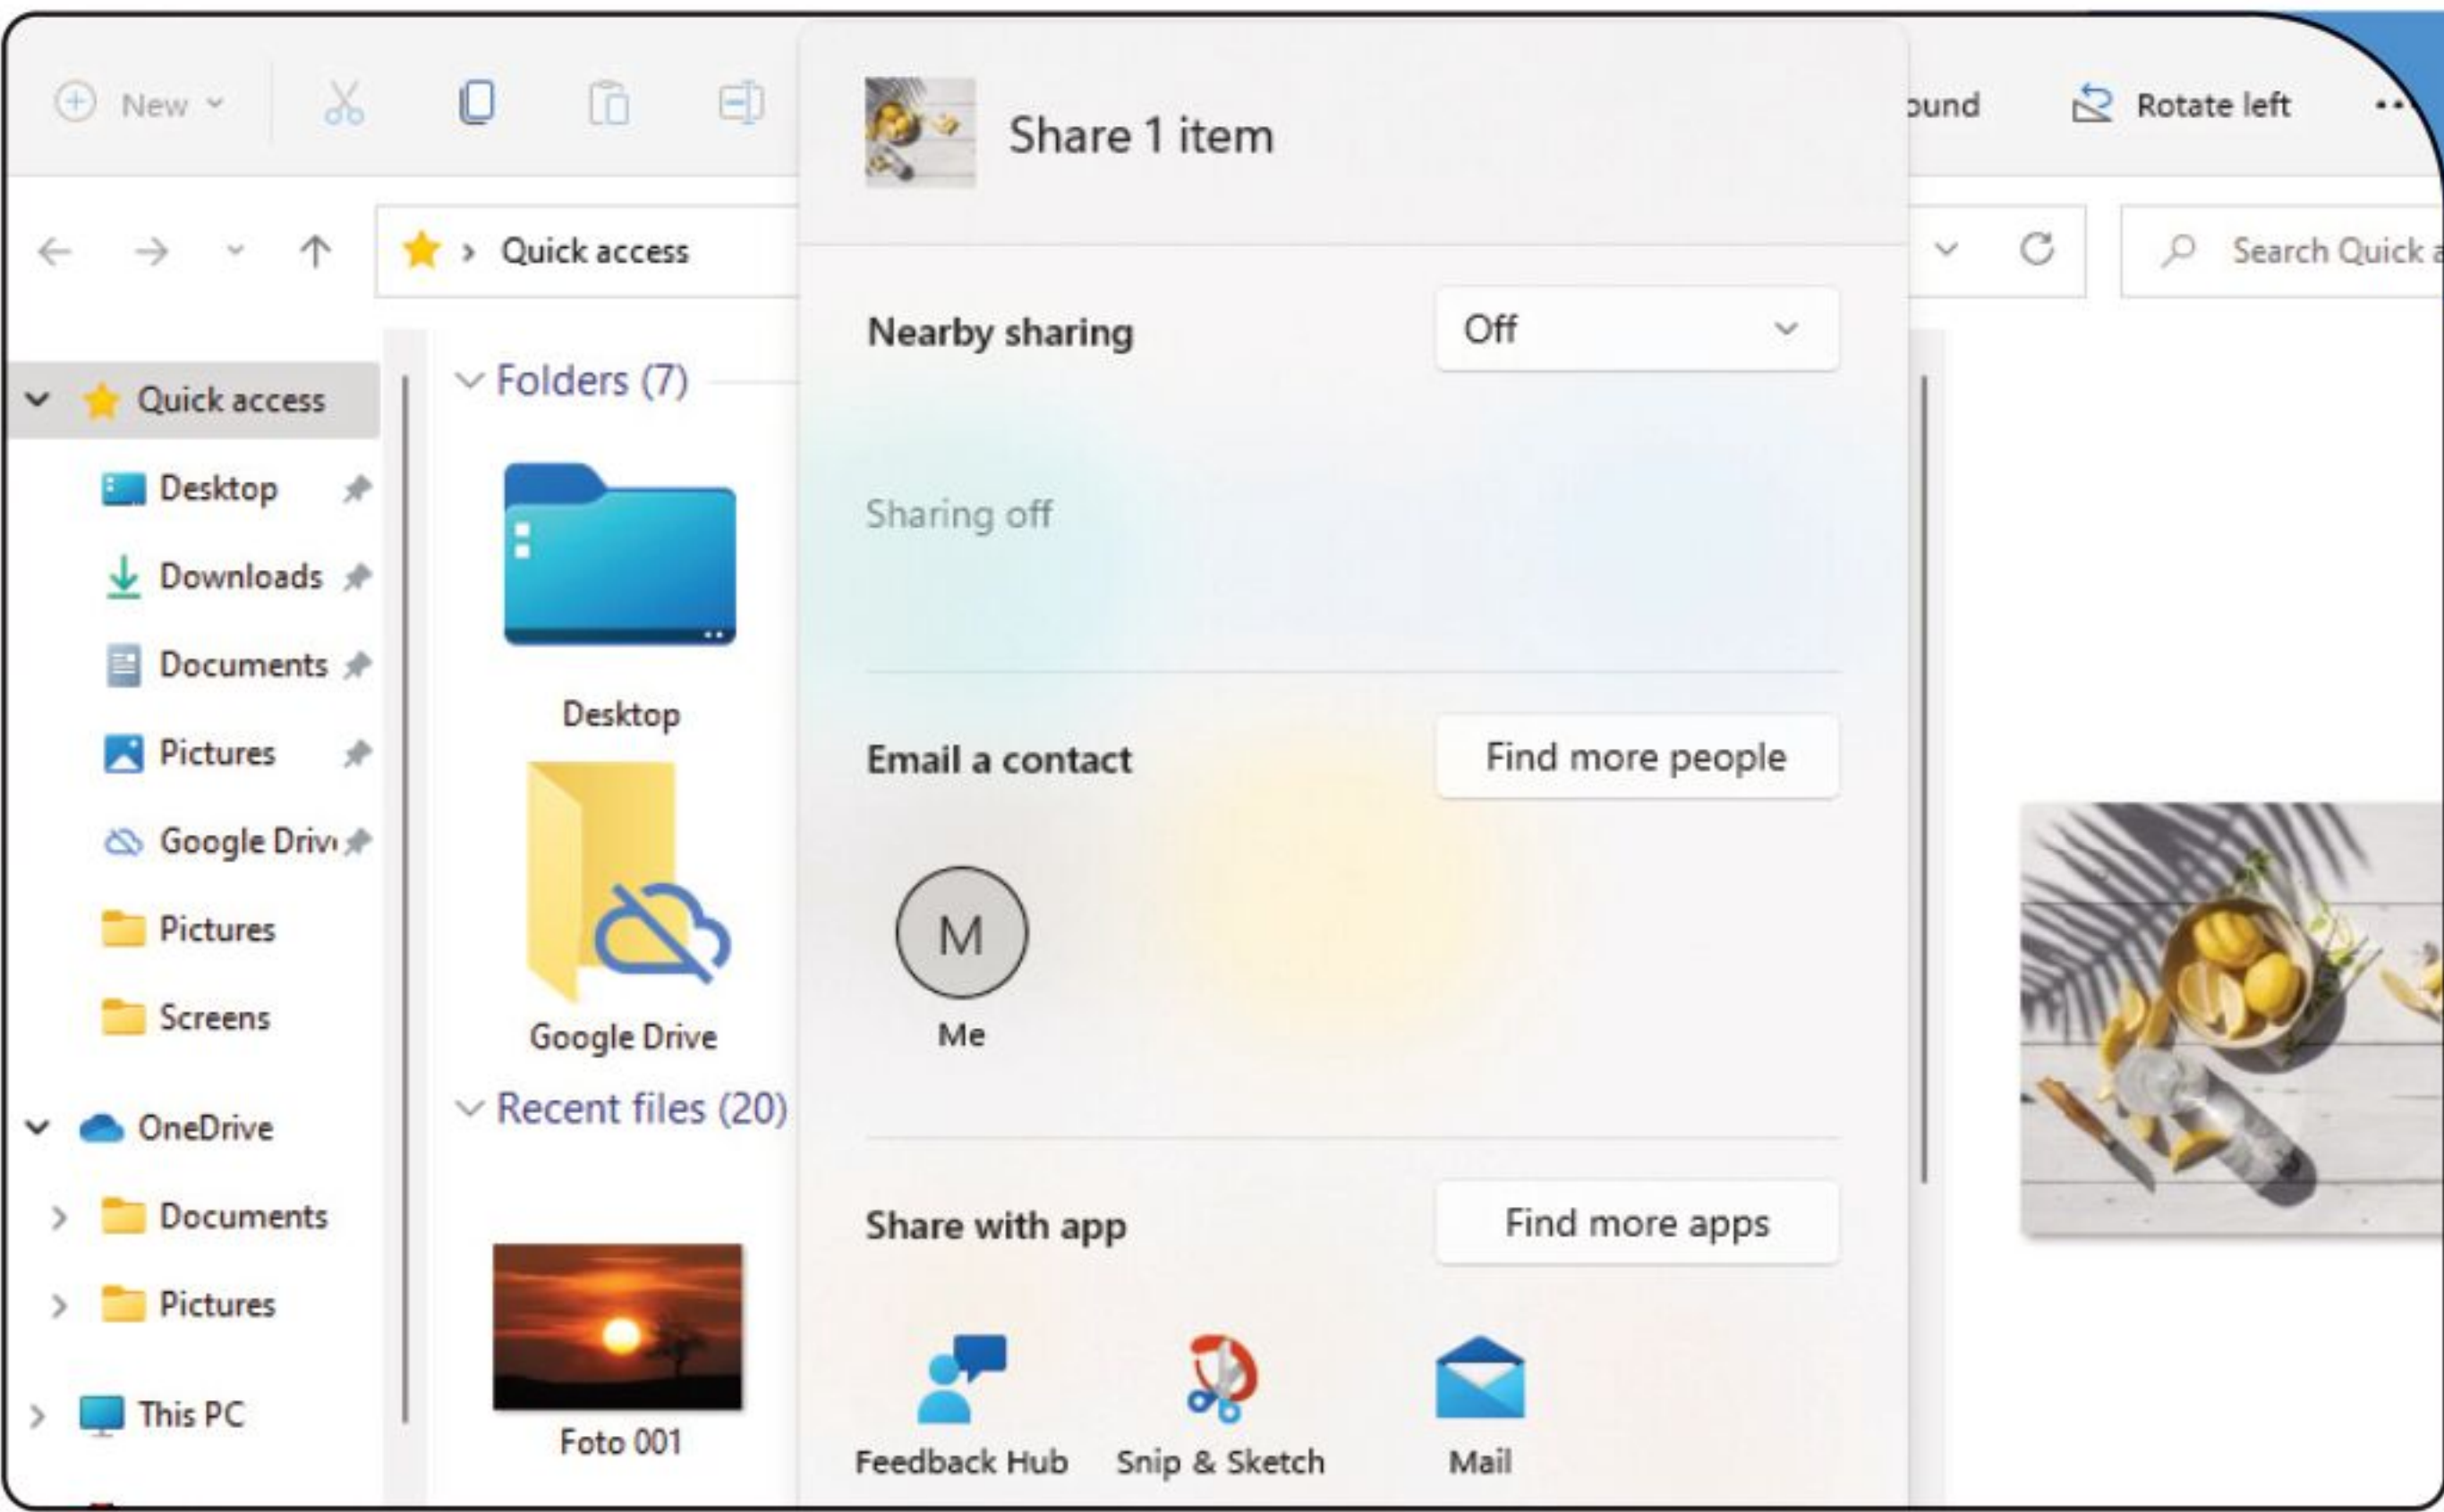 New
Share 1 item
Rotate left
Quick access
Nearby sharing
Off
Search Quick
Quick access
Folders (7)
Desktop
Downloads
Documents
Pictures
Google Driv
Pictures
Screens
OneDrive
Documents
Pictures
This PC
Desktop
Google Drive
Recent files (20)
Foto 001
Sharing off
Email a contact
Find more people
M
Me
Share with app
Find more apps
Feedback Hub
Snip & Sketch
Mail